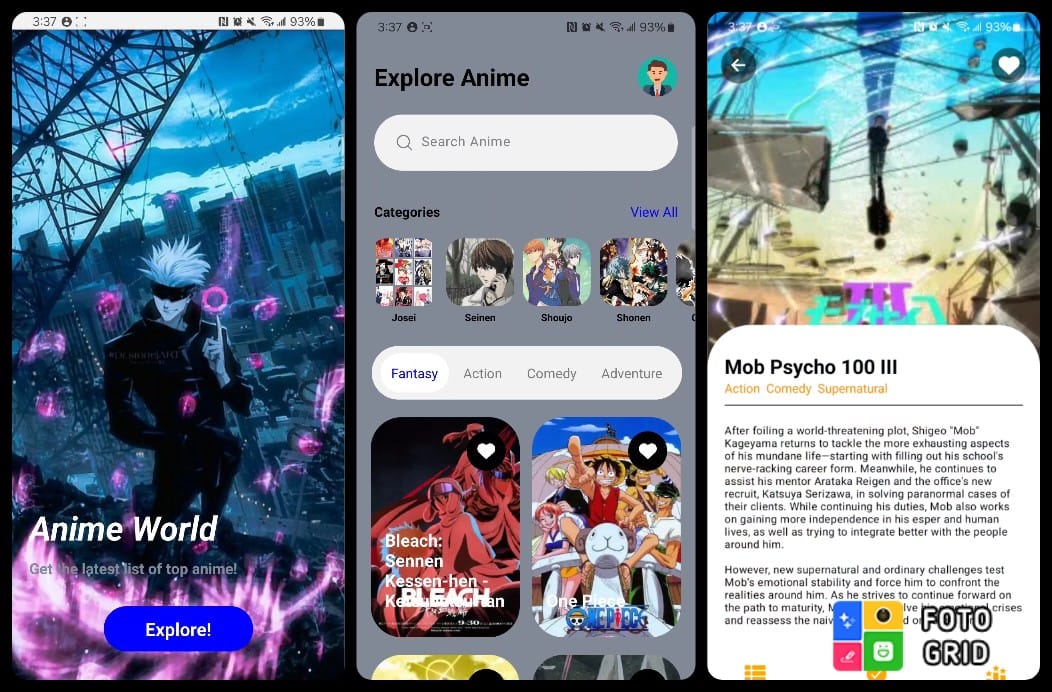 3:37
93%
#Dr.stone|ART
Anime World
Get the latest list of top anime!
Explore!
3:37
93%
Explore Anime
Search Anime
Categories
View All
Josei
Seinen
Shoujo
Shonen
Fantasy
Action
Comedy
Adventure
Bleach:
Sennen
Kessen-hen -
BLEACH
9-30
One Piece
ONE PIECE
3:37
93%
Mob Psycho 100 III
Action Comedy Supernatural
After foiling a world-threatening plot, Shigeo "Mob"
Kageyama returns to tackle the more exhausting aspects
of his mundane life—starting with filling out his school's
nerve-racking career form. Meanwhile, he continues to
assist his mentor Arataka Reigen and the office's new
recruit, Katsuya Serizawa, in solving paranormal cases of
their clients. While continuing his duties, Mob also works
on gaining more independence in his esper and human
lives, as well as trying to integrate better with the people
around him.
However, new supernatural and ordinary challenges test
Mob's emotional stability and force him to confront the
realities around him. As he strives to continue forward on
the path to maturity, crises
and reassess the
FOTO
GRID